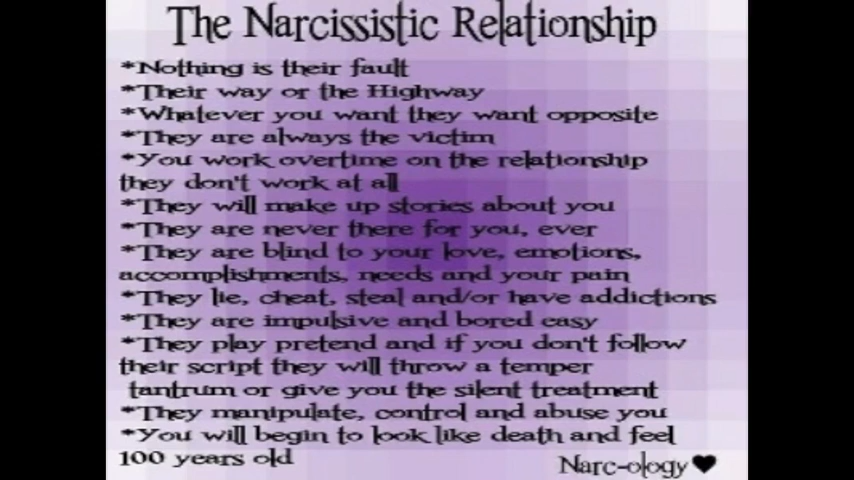 The Narcissistic Relationship
*Nothing is their fault
*Their way or the Highway
*Whatever you want they want opposite
*They are always the victim
*You work overtime on the relationship
they don't work at all
*They will make up stories about you
*They are never there for you, ever
*They are blind to your love, emotions,
accomplishments, needs and your pain
*They lie, cheat, steal and/or have addictions
*They are impulsive and bored easy
*They play pretend and if you don't follow
their script they will throw a temper
tantrum or give you the silent treatment
*They manipulate, control and abuse you
*You will begin to look like death and feel
100 years old
Narc-ology♥